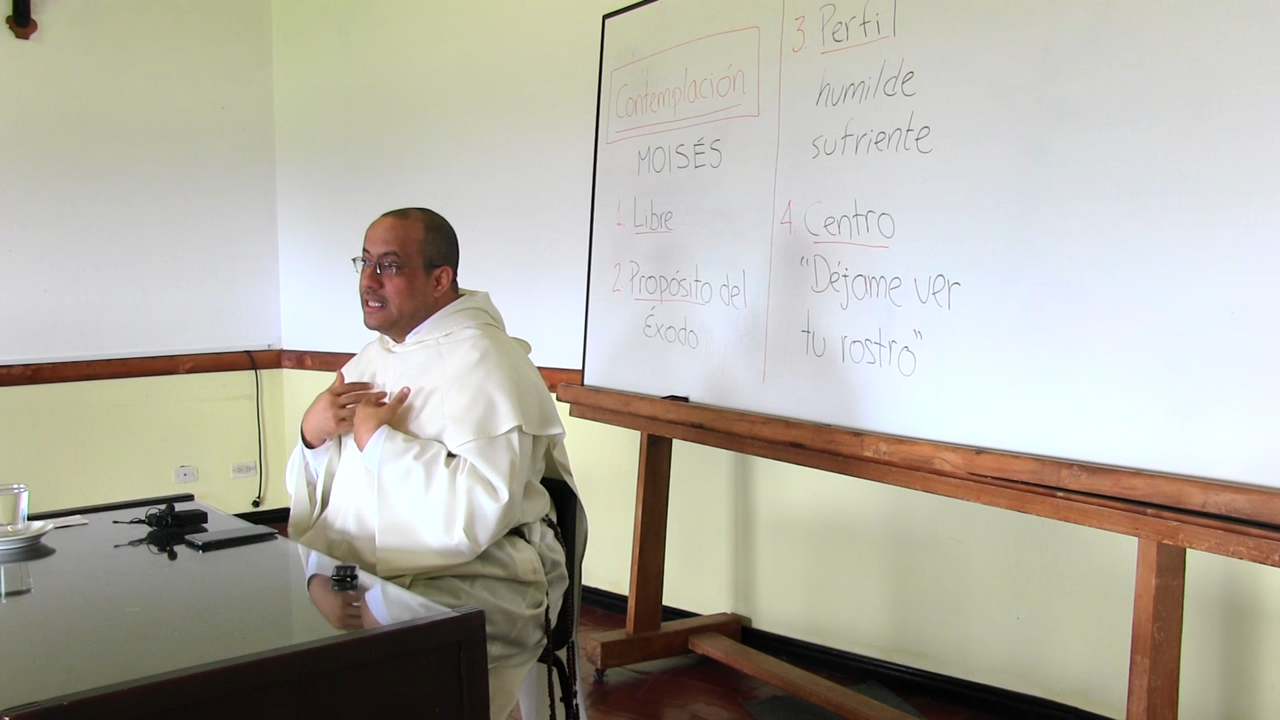 Contemplación
MOISÉS
1. Libre
2. Propósito del
Éxodo
3. Perfil
humilde
sufriente
4. Centro
"Déjame ver
tu rostro"